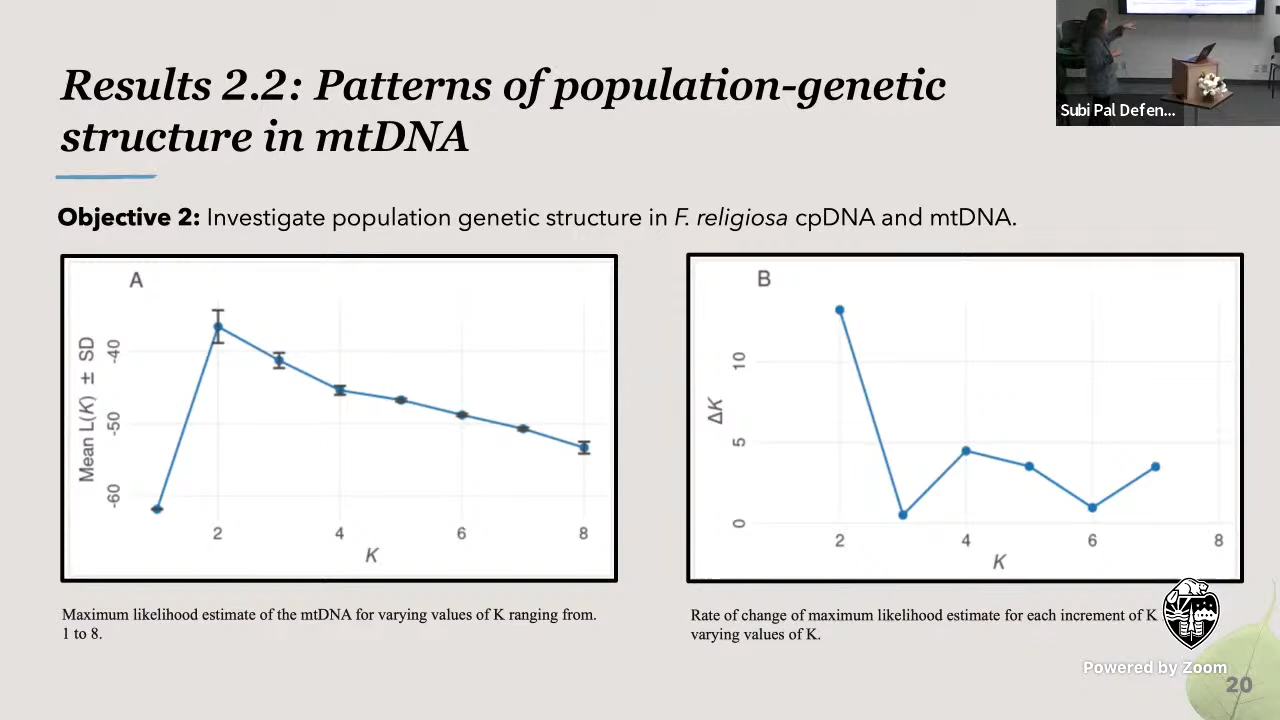 Results 2.2: Patterns of population-genetic
structure in mtDNA
Subi Pal Defen...
Objective 2: Investigate population genetic structure in F. religiosa cpDNA and mtDNA.
A
Mean L(K) ± SD
-40
-50
-60
2
4
6
8
K
B
ΔK
10
5
0
2
4
6
8
K
Maximum likelihood estimate of the mtDNA for varying values of K ranging from.
1 to 8.
Rate of change of maximum likelihood estimate for each increment of K
varying values of K.
Powered by Zoom
20